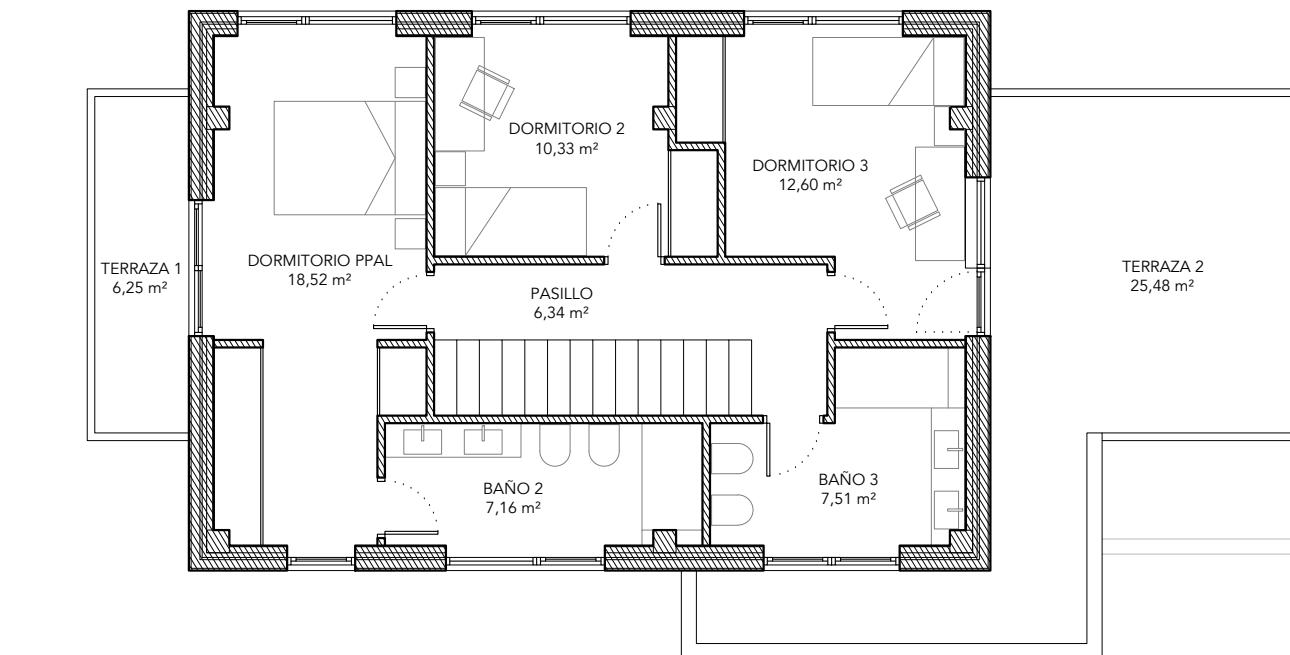 DORMITORIO 2
10,33 m²
DORMITORIO 3
12,60 m²
DORMITORIO PPAL
18,52 m²
TERRAZA 1
6,25 m²
PASILLO
6,34 m²
TERRAZA 2
25,48 m²
BAÑO 2
7,16 m²
BAÑO 3
7,51 m²